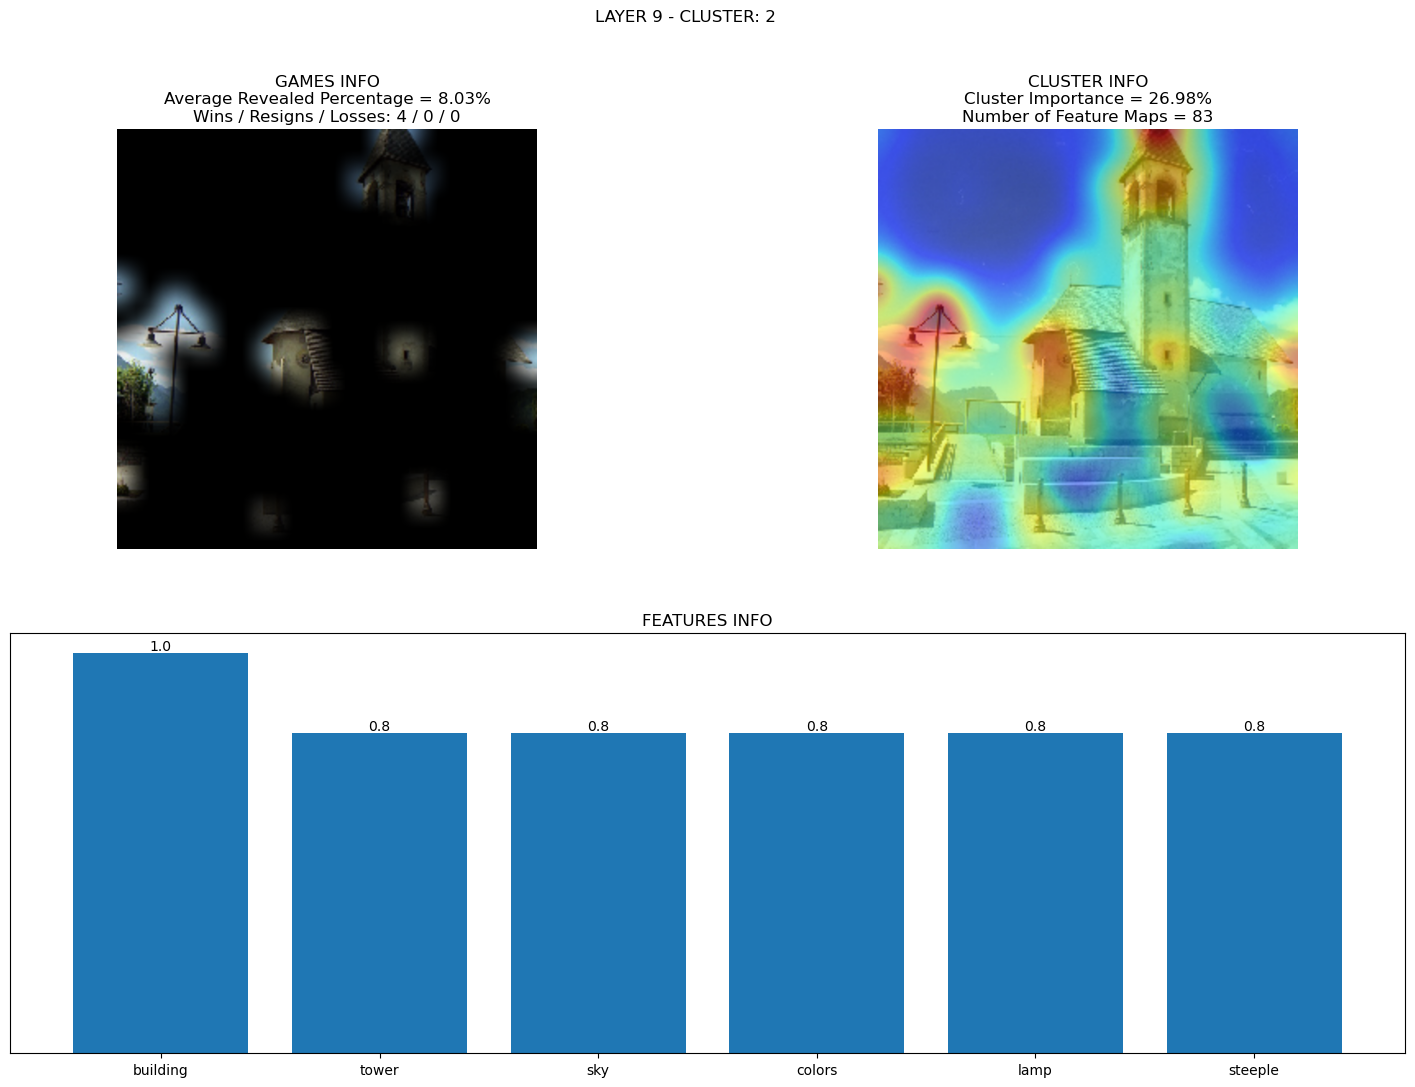 LAYER 9 - CLUSTER: 2
GAMES INFO
Average Revealed Percentage = 8.03%
Wins / Resigns / Losses: 4 / 0 / 0
CLUSTER INFO
Cluster Importance = 26.98%
Number of Feature Maps = 83
FEATURES INFO
1.0
0.8
0.8
0.8
0.8
0.8
building
tower
sky
colors
lamp
steeple